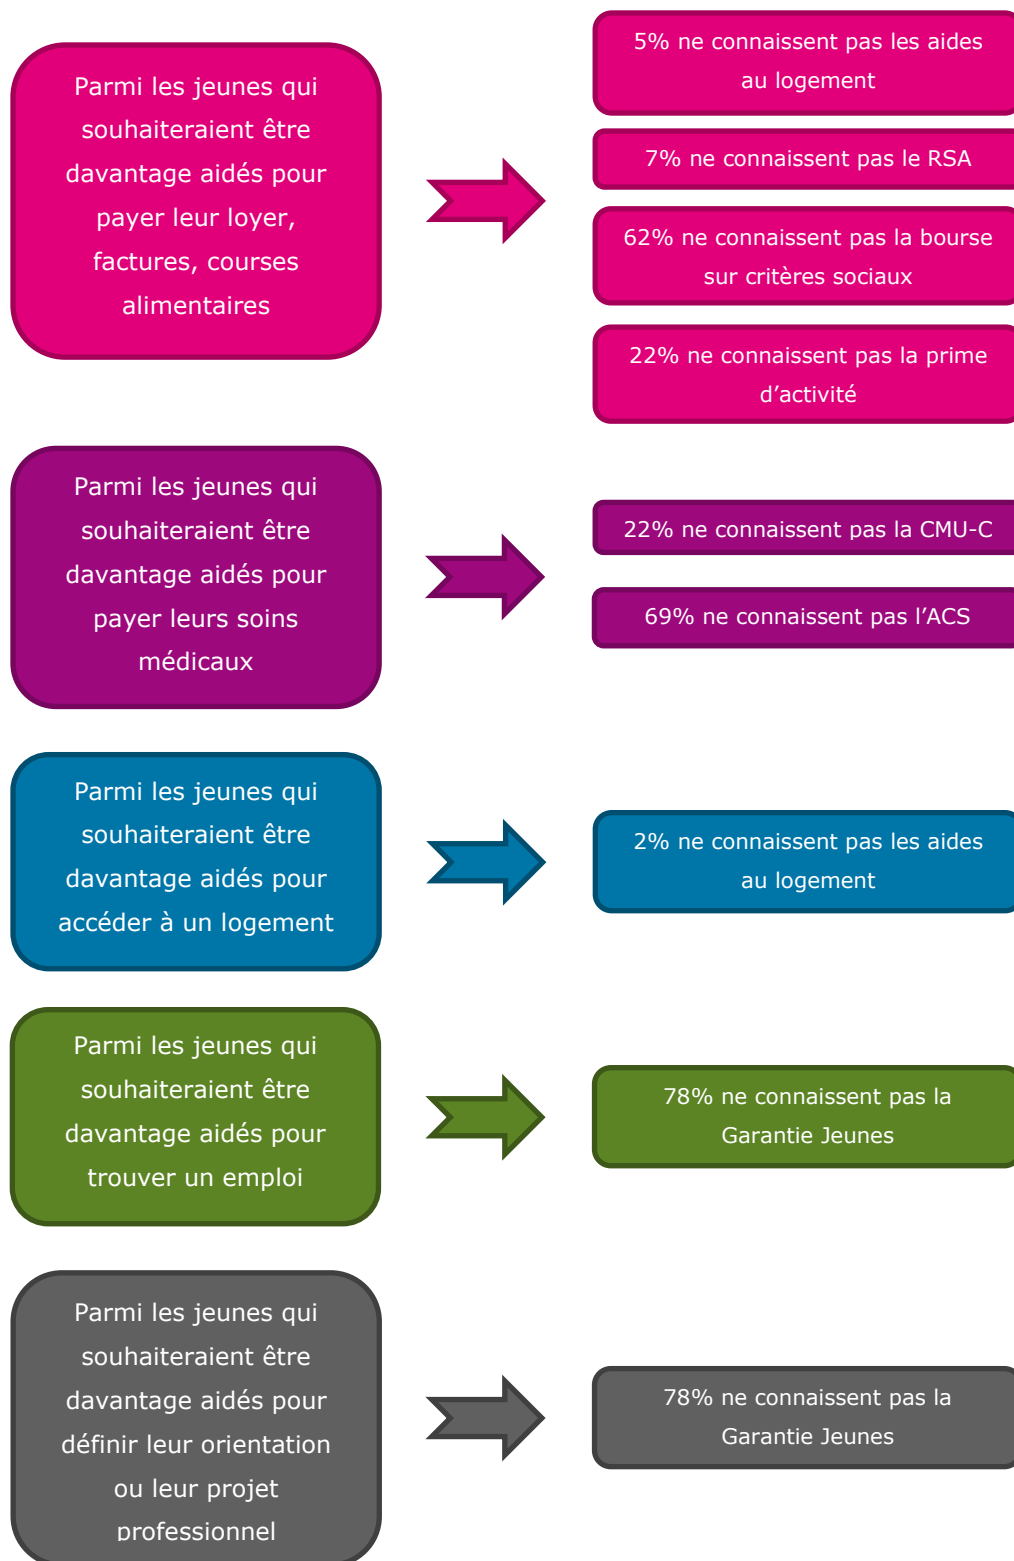 Parmi les jeunes qui
souhaiteraient être
davantage aidés pour
payer leur loyer,
factures, courses
alimentaires
5% ne connaissent pas les aides
au logement
7% ne connaissent pas le RSA
62% ne connaissent pas la bourse
sur critères sociaux
22% ne connaissent pas la prime
d’activité
Parmi les jeunes qui
souhaiteraient être
davantage aidés pour
payer leurs soins
médicaux
22% ne connaissent pas la CMU-C
69% ne connaissent pas l’ACS
Parmi les jeunes qui
souhaiteraient être
davantage aidés pour
accéder à un logement
2% ne connaissent pas les aides
au logement
Parmi les jeunes qui
souhaiteraient être
davantage aidés pour
trouver un emploi
78% ne connaissent pas la
Garantie Jeunes
Parmi les jeunes qui
souhaiteraient être
davantage aidés pour
définir leur orientation
ou leur projet
professionnel
78% ne connaissent pas la
Garantie Jeunes